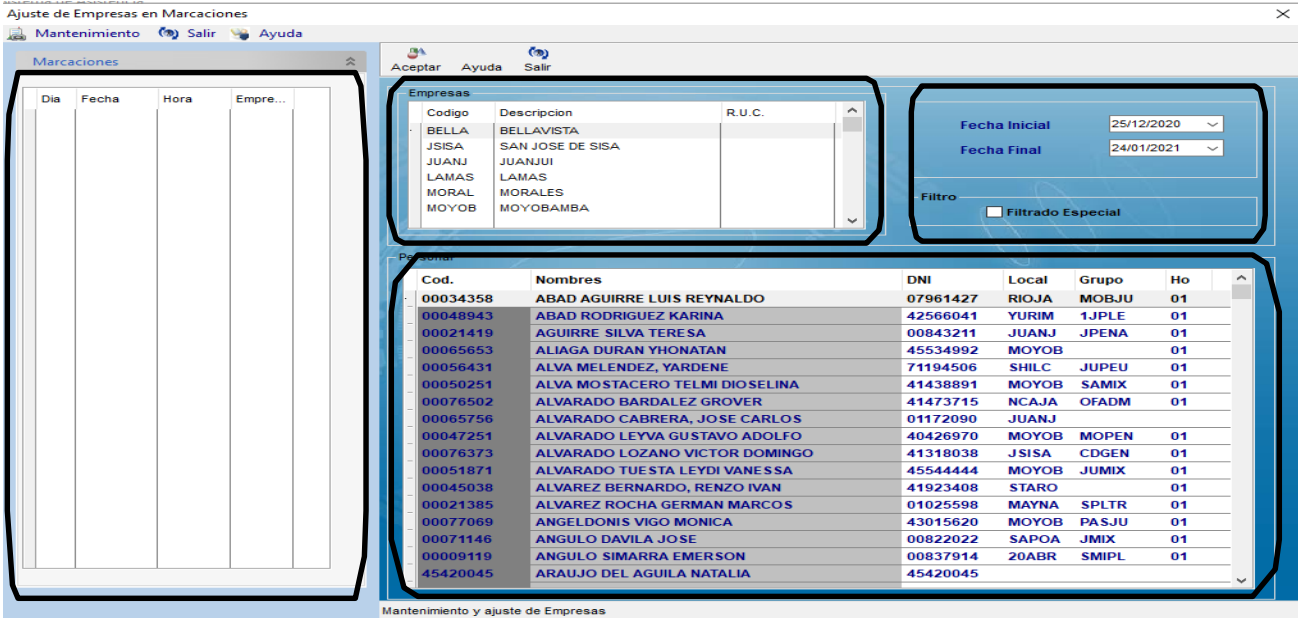 Ajuste de Empresas en Marcaciones
Mantenimiento Salir Ayuda
Marcaciones
Dia Fecha Hora Empre...
Aceptar Ayuda Salir
Empresas
Codigo Descripcion R.U.C.
BELLA BELLAVISTA
JSISA SAN JOSE DE SISA
JUANJ JUANJUI
LAMAS LAMAS
MORAL MORALES
MOYOB MOYOBAMBA
Fecha Inicial 25/12/2020
Fecha Final 24/01/2021
Filtro
Filtrado Especial
Personal
Cod. Nombres DNI Local Grupo Ho
00034358 ABAD AGUIRRE LUIS REYNALDO 07961427 RIOJA MOBJU 01
00048943 ABAD RODRIGUEZ KARINA 42566041 YURIM 1JPLE 01
00021419 AGUIRRE SILVA TERESA 00843211 JUANJ JPENA 01
00065653 ALIAGA DURAN YHONATAN 45534992 MOYOB 01
00056431 ALVA MELENDEZ, YARDENE 71194506 SHILC JUPEU 01
00050251 ALVA MOSTACERO TELMI DIOSELINA 41438891 MOYOB SAMIX 01
00076502 ALVARADO BARDALEZ GROVER 41473715 NCAJA OFADM 01
00065756 ALVARADO CABRERA, JOSE CARLOS 01172090 JUANJ
00047251 ALVARADO LEYVA GUSTAVO ADOLFO 40426970 MOYOB MOPEN 01
00076373 ALVARADO LOZANO VICTOR DOMINGO 41318038 JSISA CDGEN 01
00051871 ALVARADO TUESTA LEYDI VANESSA 45544444 MOYOB JUMIX 01
00045038 ALVAREZ BERNARDO, RENZO IVAN 41923408 STARO 01
00021385 ALVAREZ ROCHA GERMAN MARCOS 01025598 MAYNA SPLTR 01
00077069 ANGELDONIS VIGO MONICA 43015620 MOYOB PASJU 01
00071146 ANGULO DAVILA JOSE 00822022 SAPOA JMIX 01
00009119 ANGULO SIMARRA EMERSON 00837914 20ABR SMIPL 01
45420045 ARAUJO DEL AGUILA NATALIA 45420045
Mantenimiento y ajuste de Empresas